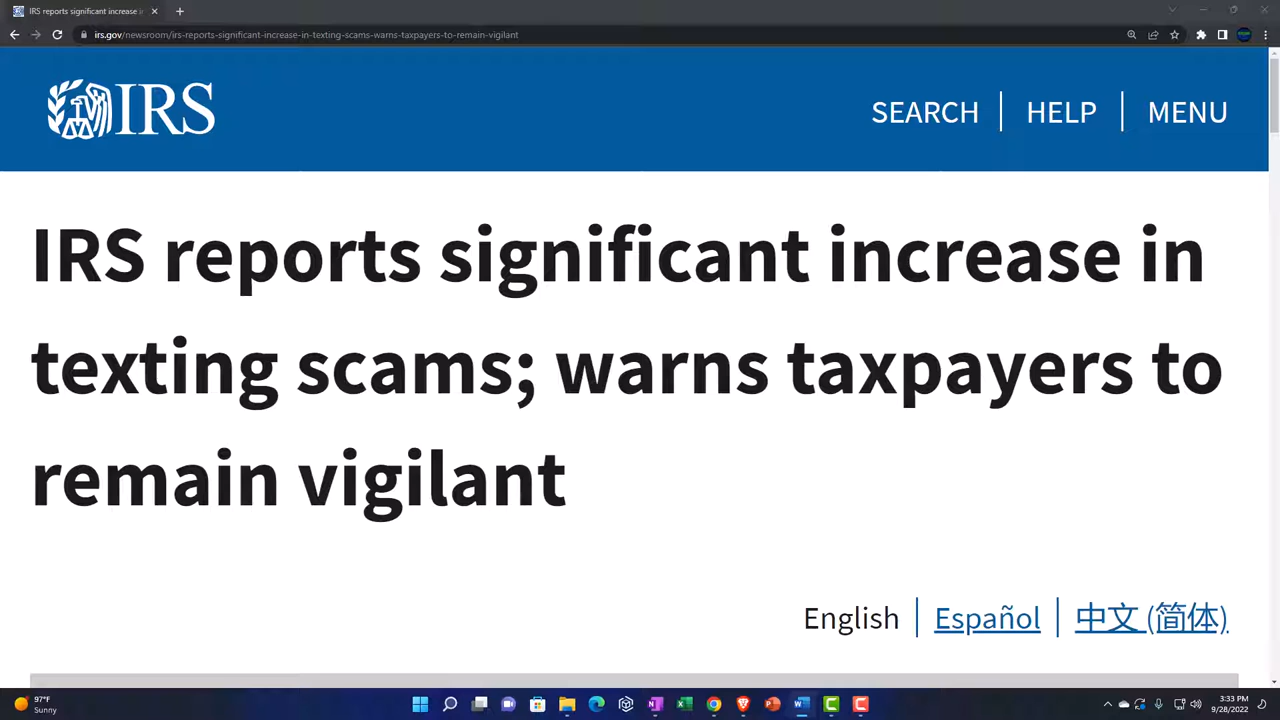 IRS reports significant increase i
irs.gov/newsroom/irs-reports-significant-increase-in-texting-scams-warns-taxpayers-to-remain-vigilant
IRS
SEARCH
HELP
MENU
IRS reports significant increase in
texting scams; warns taxpayers to
remain vigilant
English
Español
中文 (简体)
97°F
Sunny
3:33 PM
9/28/2022